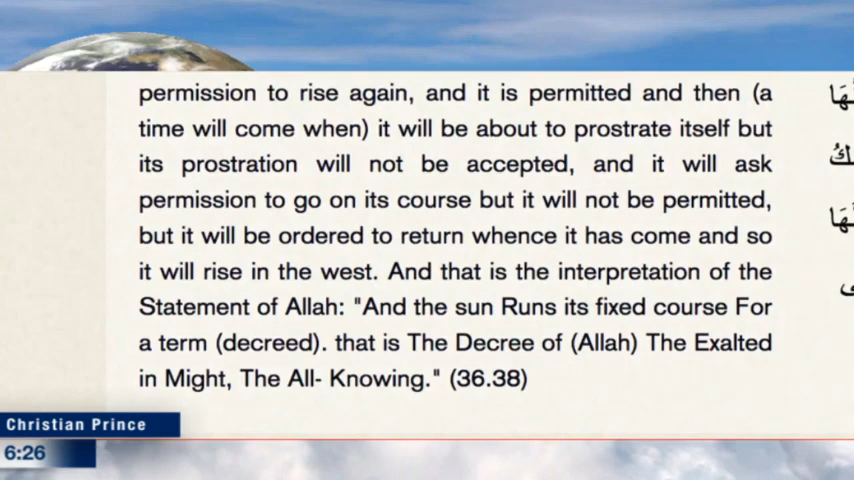 permission to rise again, and it is permitted and then (a
time will come when) it will be about to prostrate itself but
its prostration will not be accepted, and it will ask
permission to go on its course but it will not be permitted,
but it will be ordered to return whence it has come and so
it will rise in the west. And that is the interpretation of the
Statement of Allah: "And the sun Runs its fixed course For
a term (decreed). that is The Decree of (Allah) The Exalted
in Might, The All- Knowing." (36.38)
Christian Prince
6:26